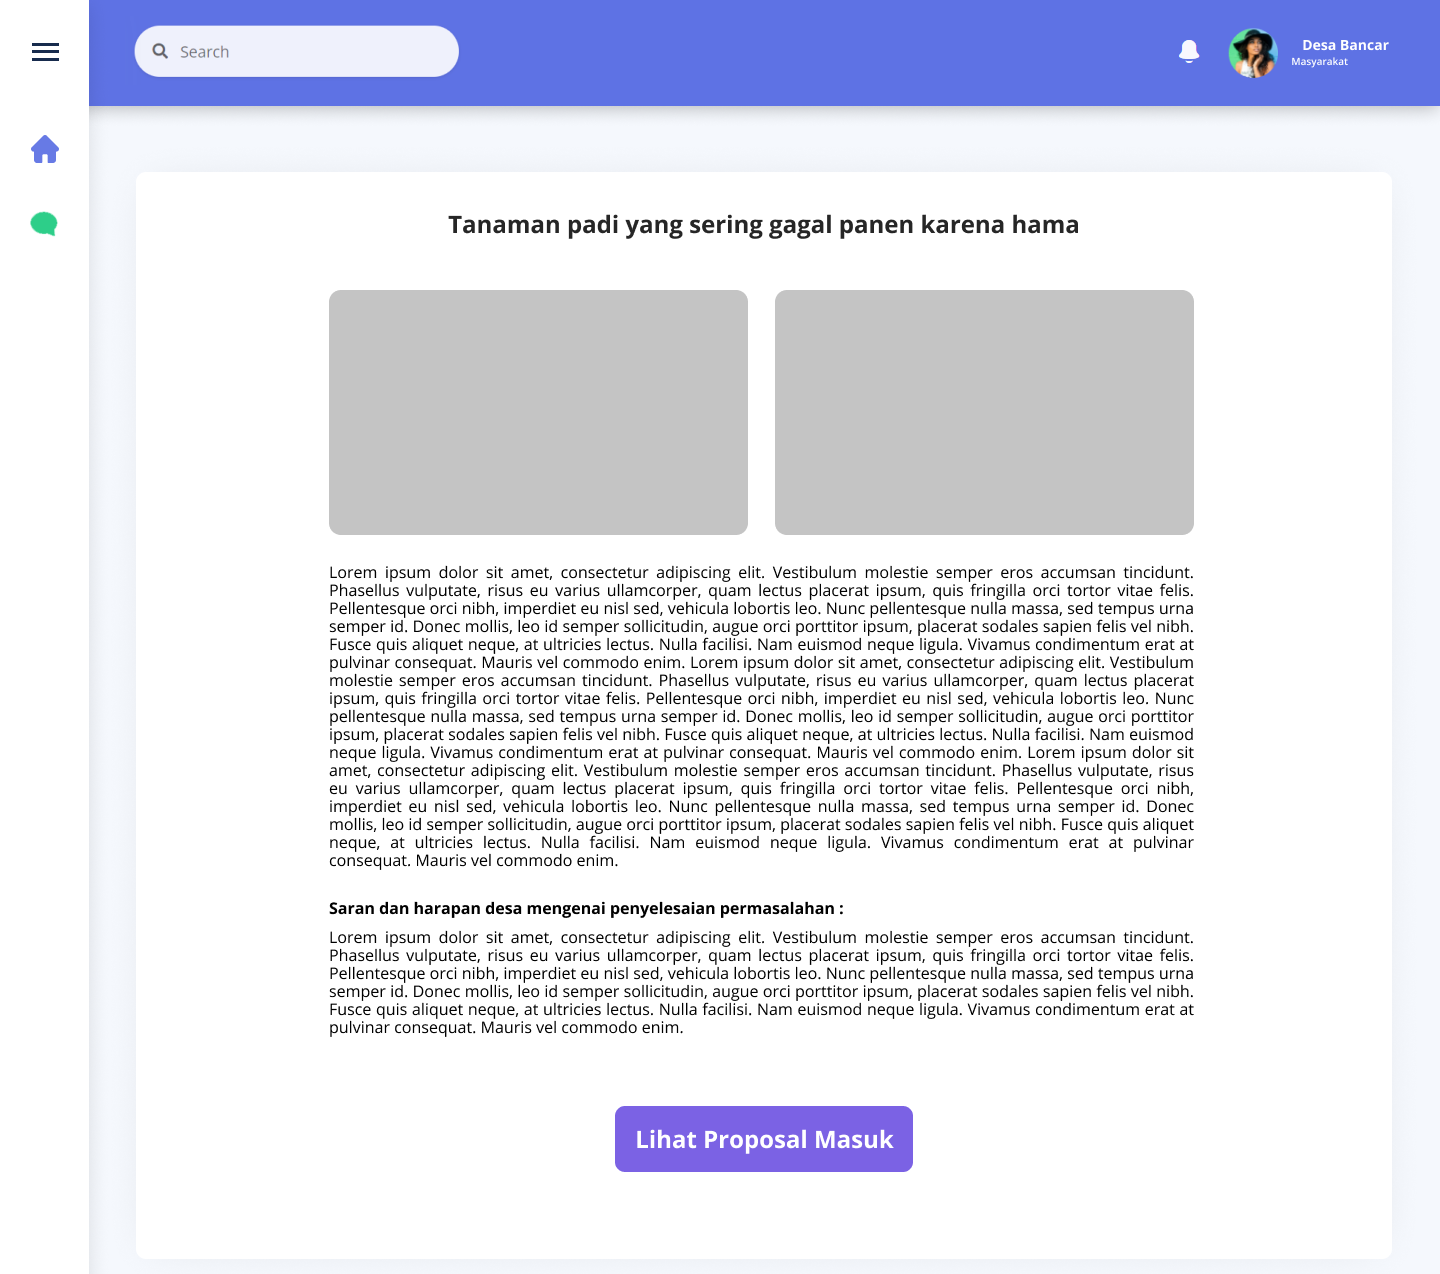 Search
Desa Bancar
Masyarakat
Tanaman padi yang sering gagal panen karena hama
Lorem ipsum dolor sit amet, consectetur adipiscing elit. Vestibulum molestie semper eros accumsan tincidunt.
Phasellus vulputate, risus eu varius ullamcorper, quam lectus placerat ipsum, quis fringilla orci tortor vitae felis.
Pellentesque orci nibh, imperdiet eu nisl sed, vehicula lobortis leo. Nunc pellentesque nulla massa, sed tempus urna
semper id. Donec mollis, leo id semper sollicitudin, augue orci porttitor ipsum, placerat sodales sapien felis vel nibh.
Fusce quis aliquet neque, at ultricies lectus. Nulla facilisi. Nam euismod neque ligula. Vivamus condimentum erat at
pulvinar consequat. Mauris vel commodo enim. Lorem ipsum dolor sit amet, consectetur adipiscing elit. Vestibulum
molestie semper eros accumsan tincidunt. Phasellus vulputate, risus eu varius ullamcorper, quam lectus placerat
ipsum, quis fringilla orci tortor vitae felis. Pellentesque orci nibh, imperdiet eu nisl sed, vehicula lobortis leo. Nunc
pellentesque nulla massa, sed tempus urna semper id. Donec mollis, leo id semper sollicitudin, augue orci porttitor
ipsum, placerat sodales sapien felis vel nibh. Fusce quis aliquet neque, at ultricies lectus. Nulla facilisi. Nam euismod
neque ligula. Vivamus condimentum erat at pulvinar consequat. Mauris vel commodo enim. Lorem ipsum dolor sit
amet, consectetur adipiscing elit. Vestibulum molestie semper eros accumsan tincidunt. Phasellus vulputate, risus
eu varius ullamcorper, quam lectus placerat ipsum, quis fringilla orci tortor vitae felis. Pellentesque orci nibh,
imperdiet eu nisl sed, vehicula lobortis leo. Nunc pellentesque nulla massa, sed tempus urna semper id. Donec
mollis, leo id semper sollicitudin, augue orci porttitor ipsum, placerat sodales sapien felis vel nibh. Fusce quis aliquet
neque, at ultricies lectus. Nulla facilisi. Nam euismod neque ligula. Vivamus condimentum erat at pulvinar
consequat. Mauris vel commodo enim.
Saran dan harapan desa mengenai penyelesaian permasalahan :
Lorem ipsum dolor sit amet, consectetur adipiscing elit. Vestibulum molestie semper eros accumsan tincidunt.
Phasellus vulputate, risus eu varius ullamcorper, quam lectus placerat ipsum, quis fringilla orci tortor vitae felis.
Pellentesque orci nibh, imperdiet eu nisl sed, vehicula lobortis leo. Nunc pellentesque nulla massa, sed tempus urna
semper id. Donec mollis, leo id semper sollicitudin, augue orci porttitor ipsum, placerat sodales sapien felis vel nibh.
Fusce quis aliquet neque, at ultricies lectus. Nulla facilisi. Nam euismod neque ligula. Vivamus condimentum erat at
pulvinar consequat. Mauris vel commodo enim.
Lihat Proposal Masuk